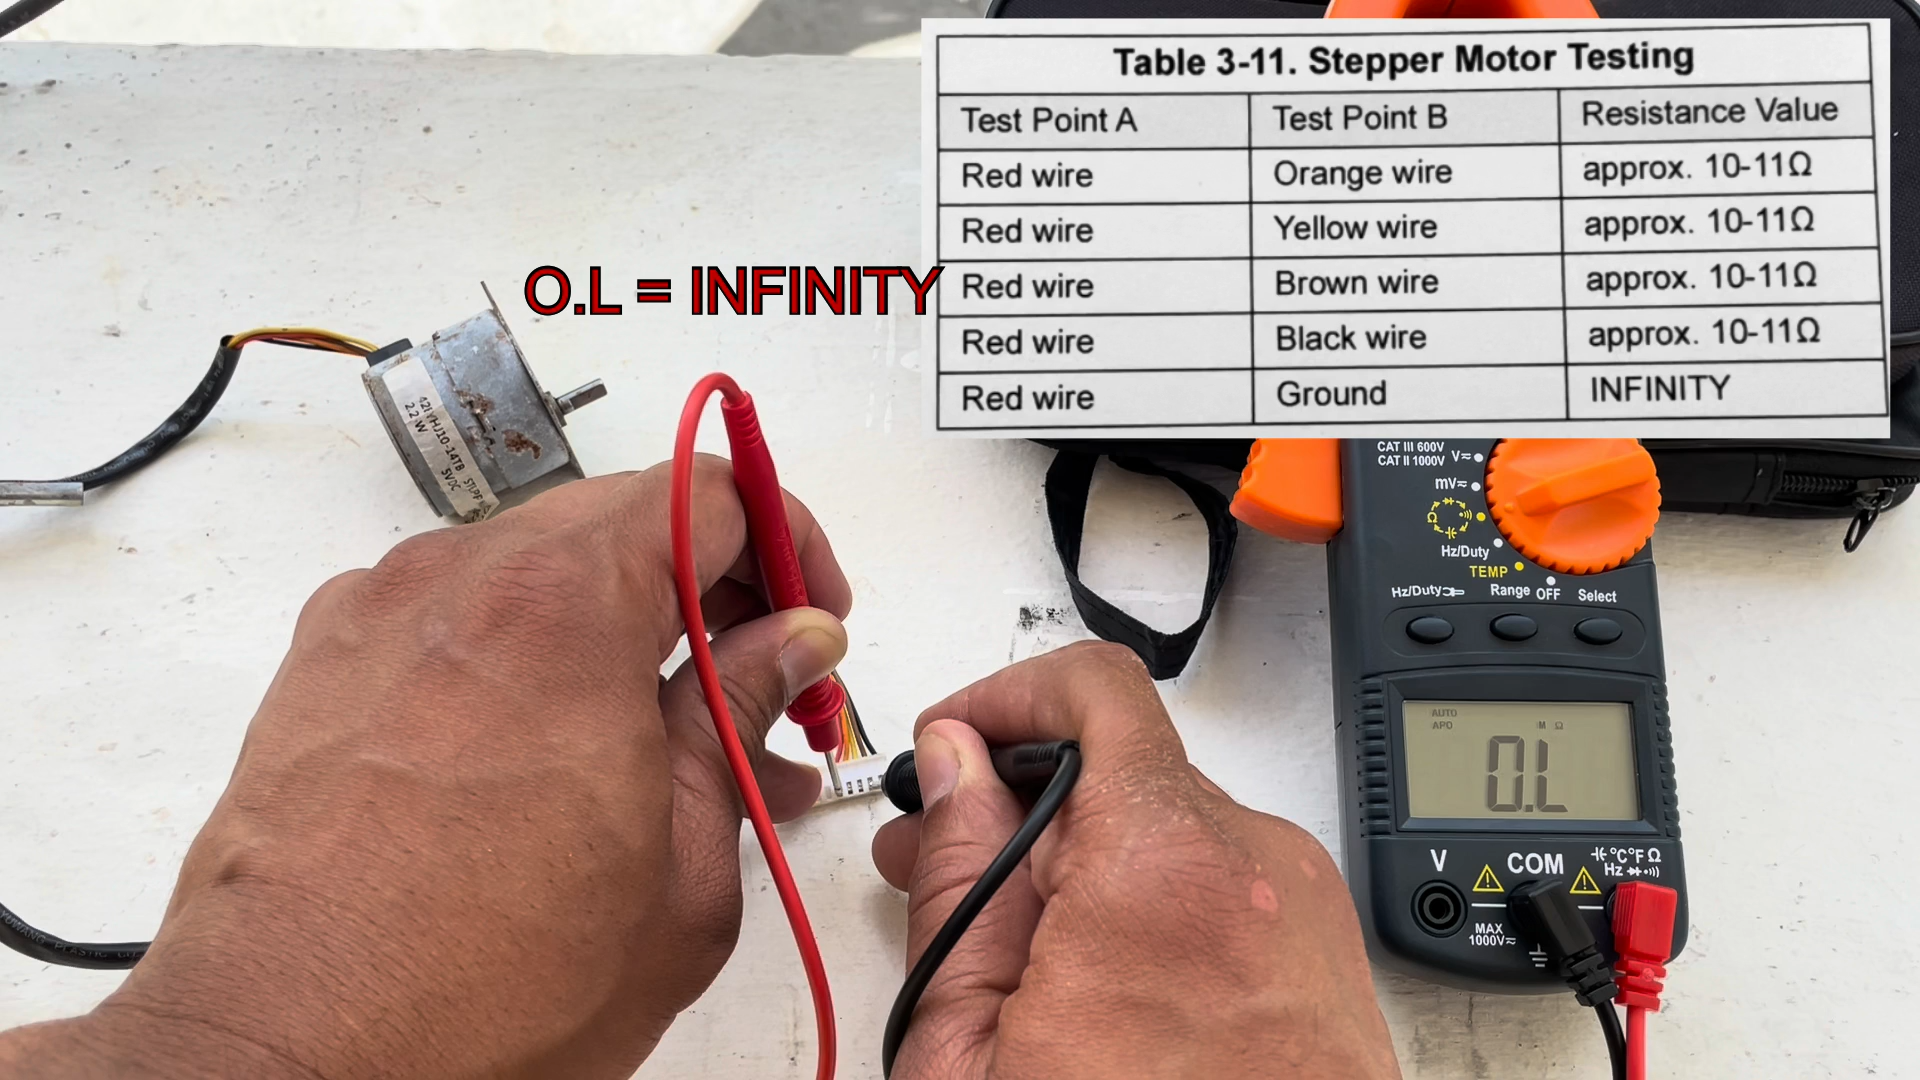 Table 3-11. Stepper Motor Testing
Test Point A Test Point B Resistance Value
Red wire Orange wire approx. 10-11Ω
Red wire Yellow wire approx. 10-11Ω
Red wire Brown wire approx. 10-11Ω
Red wire Black wire approx. 10-11Ω
Red wire Ground INFINITY
O.L = INFINITY
5VDC
2.2 W
CAT III 600V
CAT II 1000V
V≂
mV≂
Ω
Hz/Duty
TEMP
Hz/Duty Range OFF Select
AUTO
APO M Ω
O.L
V COM °C°F Ω
Hz
MAX
1000V≂